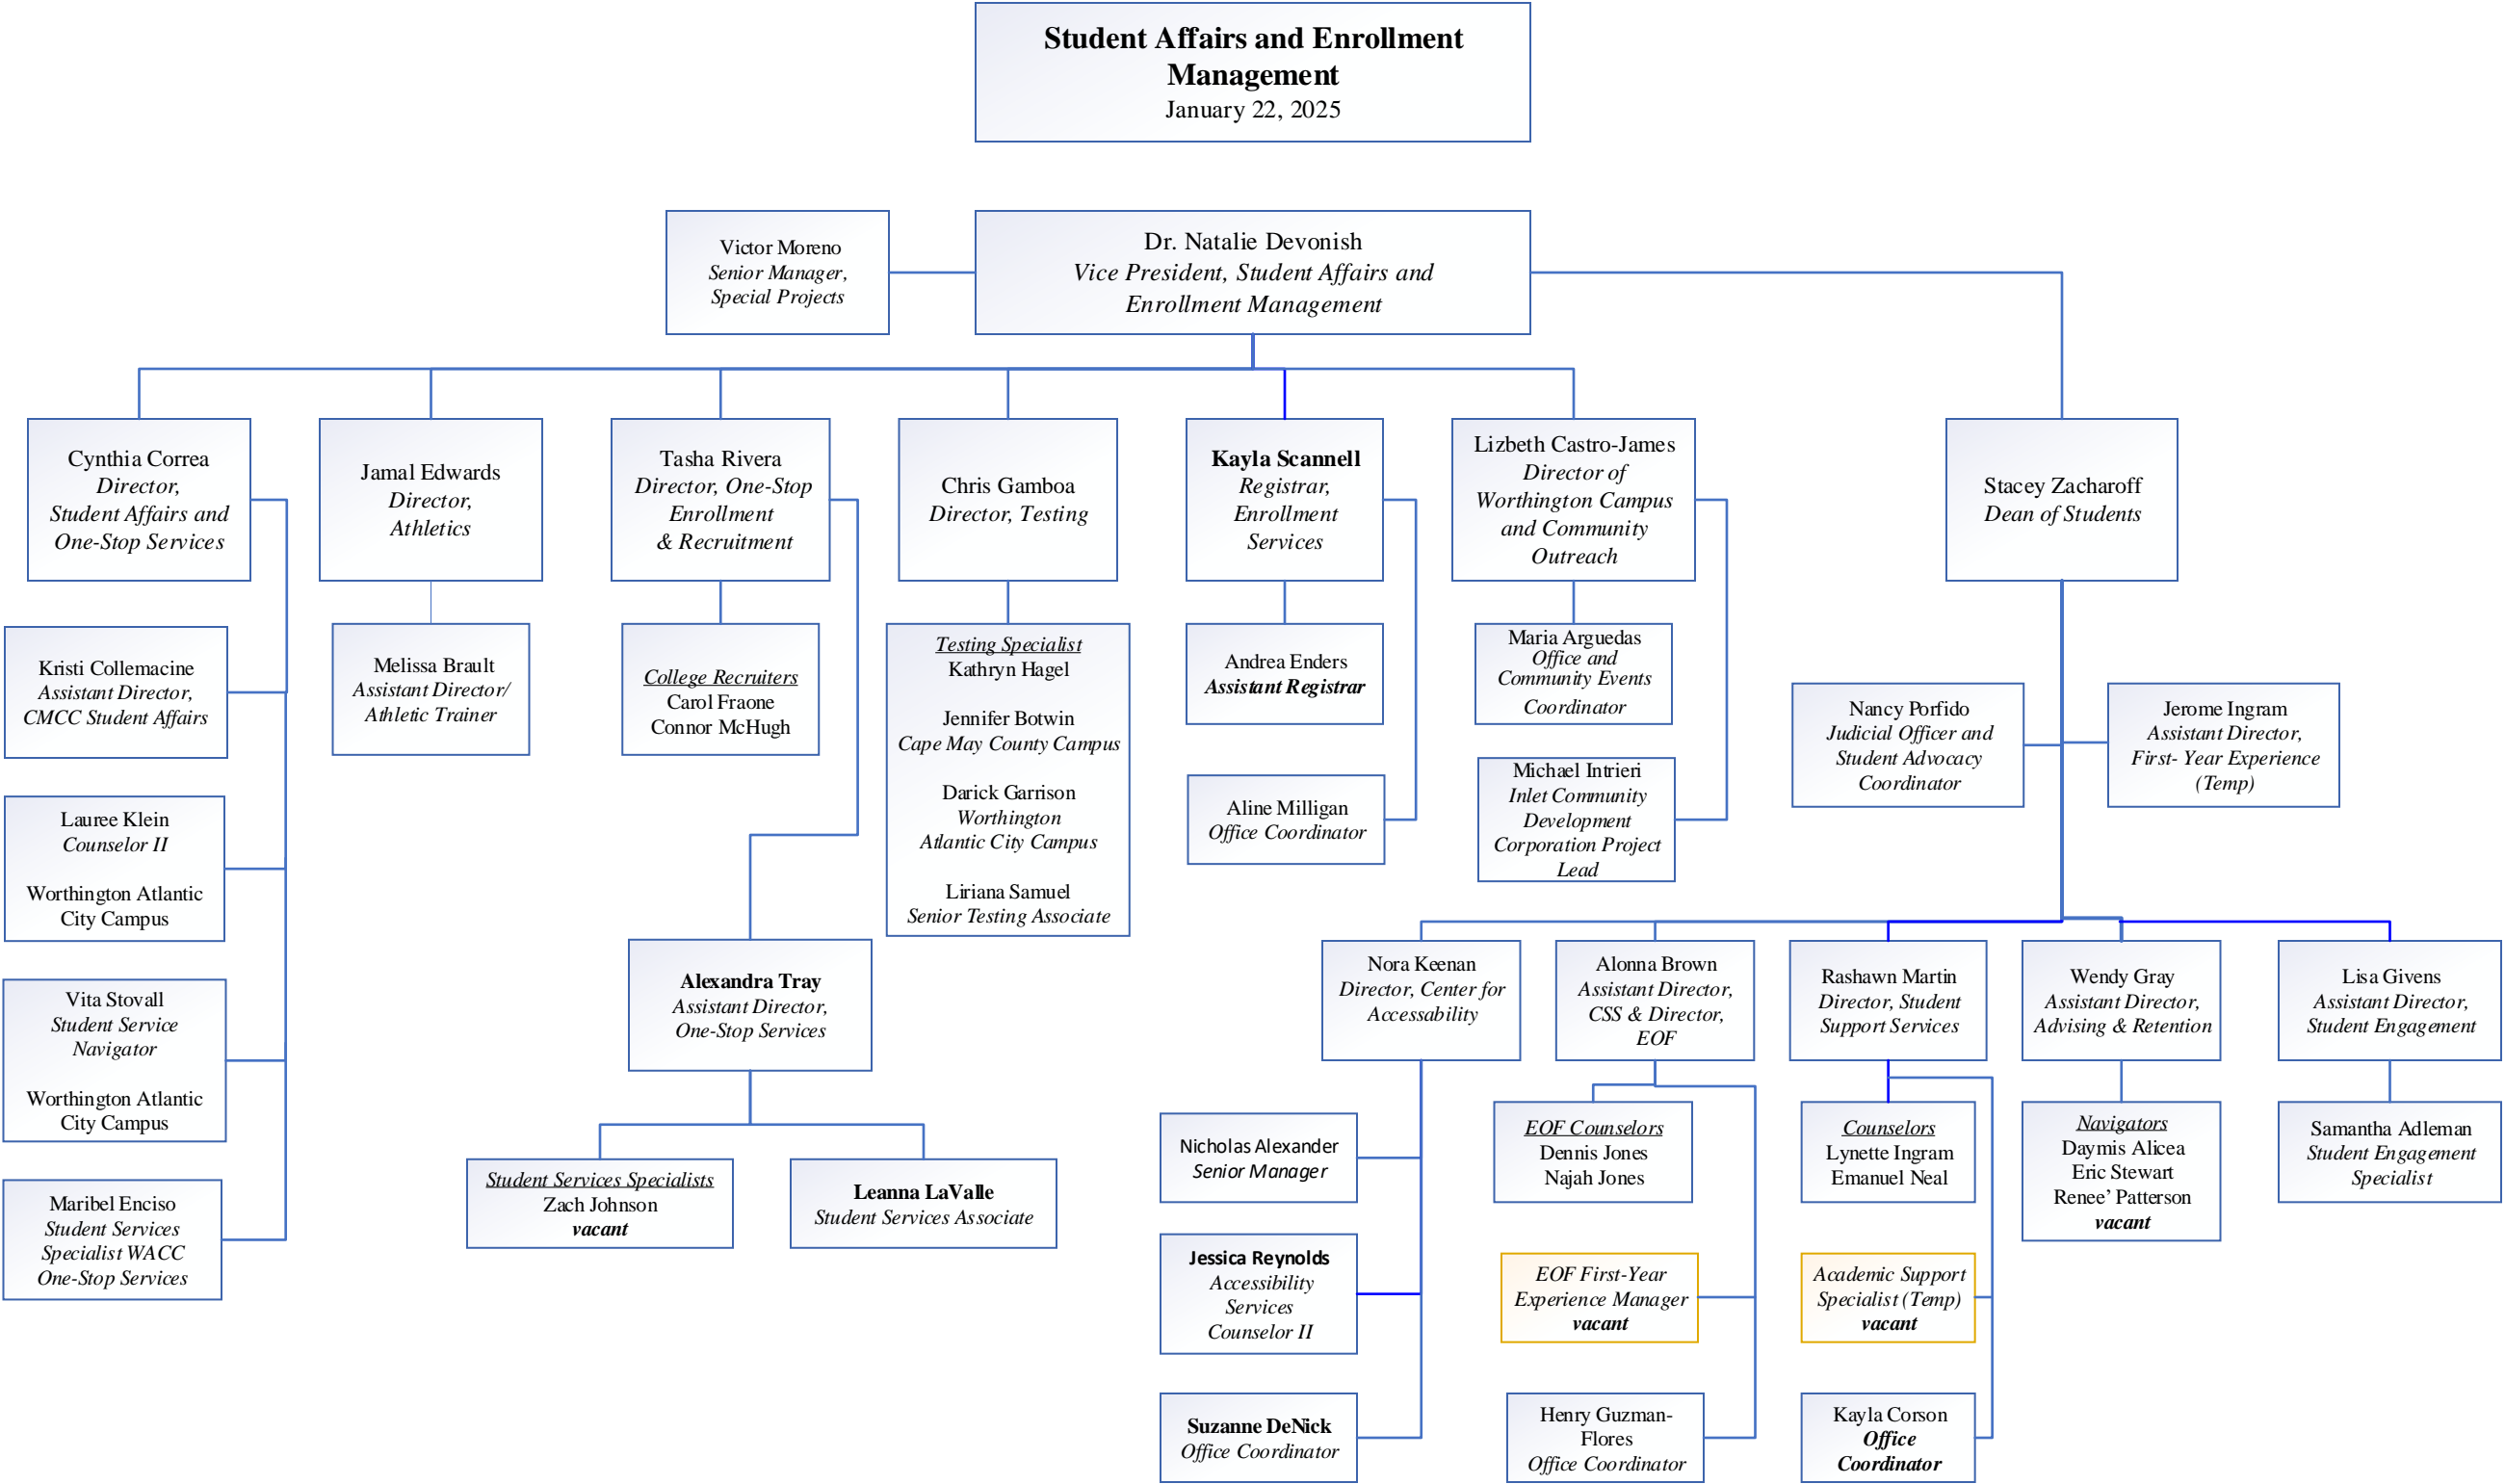 Student Affairs and Enrollment
Management
January 22, 2025
Victor Moreno
Senior Manager,
Special Projects
Dr. Natalie Devonish
Vice President, Student Affairs and
Enrollment Management
Cynthia Correa
Director,
Student Affairs and
One-Stop Services
Jamal Edwards
Director,
Athletics
Tasha Rivera
Director, One-Stop
Enrollment
& Recruitment
Chris Gamboa
Director, Testing
Kayla Scannell
Registrar,
Enrollment
Services
Lizbeth Castro-James
Director of
Worthington Campus
and Community
Outreach
Stacey Zacharoff
Dean of Students
Kristi Collemacine
Assistant Director,
CMCC Student Affairs
Melissa Brault
Assistant Director/
Athletic Trainer
College Recruiters
Carol Fraone
Connor McHugh
Testing Specialist
Kathryn Hagel
Jennifer Botwin
Cape May County Campus
Darick Garrison
Worthington
Atlantic City Campus
Liriana Samuel
Senior Testing Associate
Andrea Enders
Assistant Registrar
Maria Arguedas
Office and
Community Events
Coordinator
Nancy Porfido
Judicial Officer and
Student Advocacy
Coordinator
Jerome Ingram
Assistant Director,
First- Year Experience
(Temp)
Aline Milligan
Office Coordinator
Michael Intrieri
Inlet Community
Development
Corporation Project
Lead
Lauree Klein
Counselor II
Worthington Atlantic
City Campus
Vita Stovall
Student Service
Navigator
Worthington Atlantic
City Campus
Maribel Enciso
Student Services
Specialist WACC
One-Stop Services
Alexandra Tray
Assistant Director,
One-Stop Services
Student Services Specialists
Zach Johnson
vacant
Leanna LaValle
Student Services Associate
Nora Keenan
Director, Center for
Accessability
Alonna Brown
Assistant Director,
CSS & Director,
EOF
Rashawn Martin
Director, Student
Support Services
Wendy Gray
Assistant Director,
Advising & Retention
Lisa Givens
Assistant Director,
Student Engagement
Nicholas Alexander
Senior Manager
EOF Counselors
Dennis Jones
Najah Jones
Counselors
Lynette Ingram
Emanuel Neal
Navigators
Daymis Alicea
Eric Stewart
Renee’ Patterson
vacant
Samantha Adleman
Student Engagement
Specialist
Jessica Reynolds
Accessibility
Services
Counselor II
EOF First-Year
Experience Manager
vacant
Academic Support
Specialist (Temp)
vacant
Suzanne DeNick
Office Coordinator
Henry Guzman-
Flores
Office Coordinator
Kayla Corson
Office
Coordinator